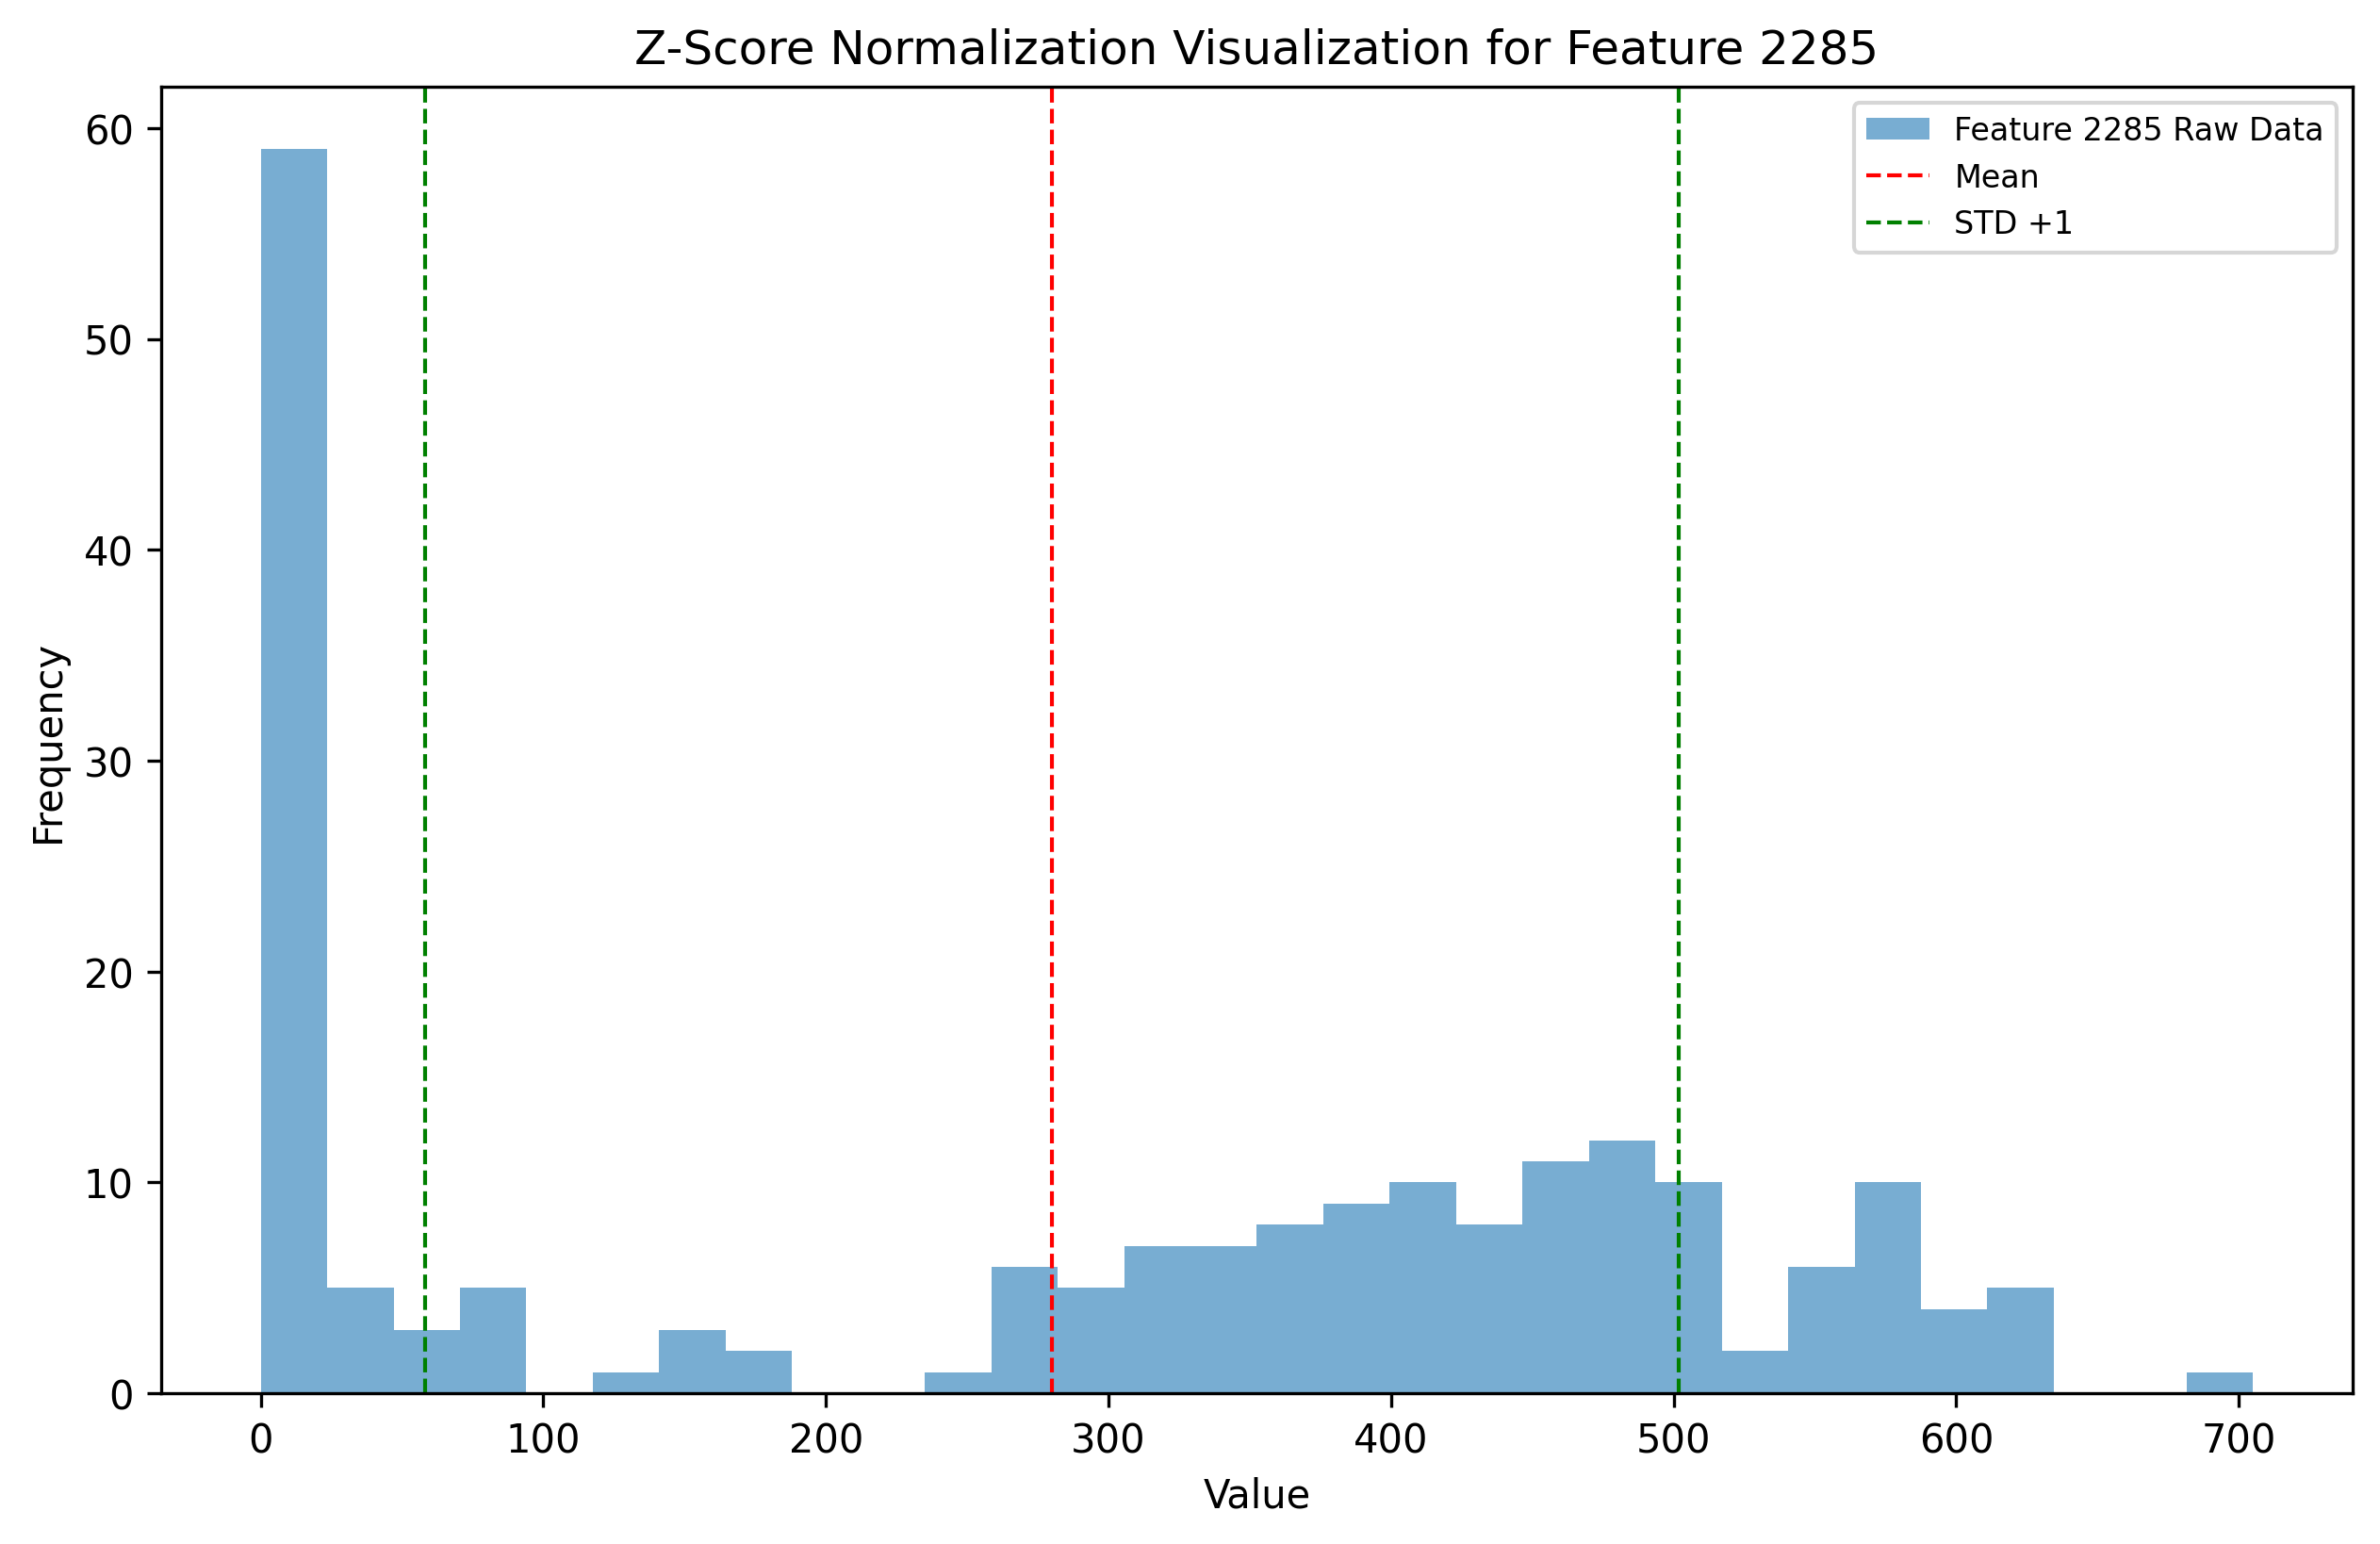 Z-Score Normalization Visualization for Feature 2285
Feature 2285 Raw Data
Mean
STD +1
60
50
40
30
20
10
0
Frequency
0 100 200 300 400 500 600 700
Value